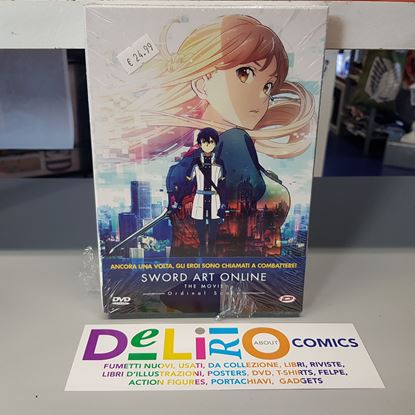 € 24,99
ANCORA UNA VOLTA, GLI EROI SONO CHIAMATI A COMBATTERE!
SWORD ART ONLINE
THE MOVIE
Ordinal
DVD
DeLiRiO ABOUT COMICS
FUMETTI NUOVI, USATI, DA COLLEZIONE, LIBRI, RIVISTE,
LIBRI D'ILLUSTRAZIONI, POSTERS, DVD, T-SHIRTS, FELPE,
ACTION FIGURES, PORTACHIAVI, GADGETS